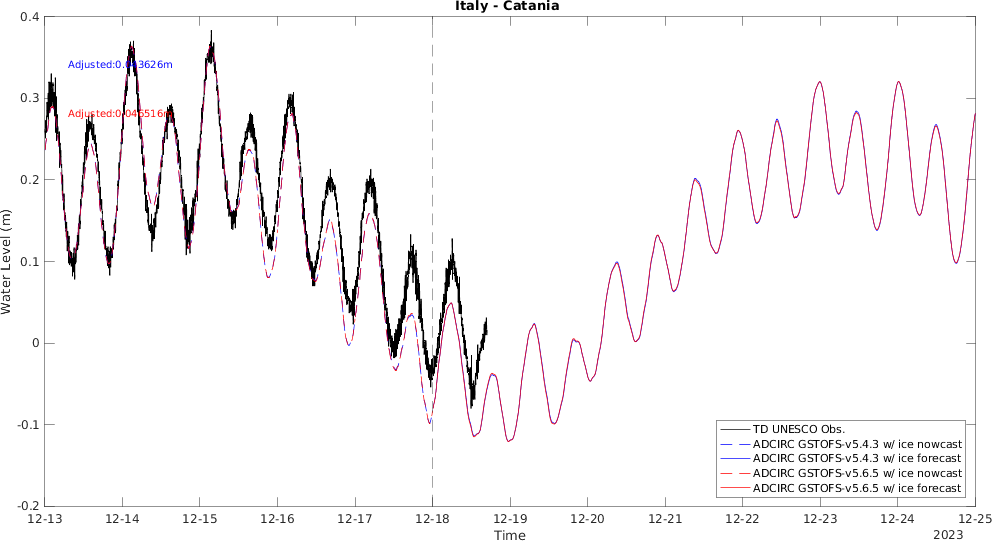 Italy - Catania
0.4
0.3
0.2
0.1
0
-0.1
-0.2
Water Level (m)
Adjusted:0.043626m
Adjusted:0.046516m
TD UNESCO Obs.
ADCIRC GSTOFS-v5.4.3 w/ ice nowcast
ADCIRC GSTOFS-v5.4.3 w/ ice forecast
ADCIRC GSTOFS-v5.6.5 w/ ice nowcast
ADCIRC GSTOFS-v5.6.5 w/ ice forecast
12-13 12-14 12-15 12-16 12-17 12-18 12-19 12-20 12-21 12-22 12-23 12-24 12-25
Time
2023